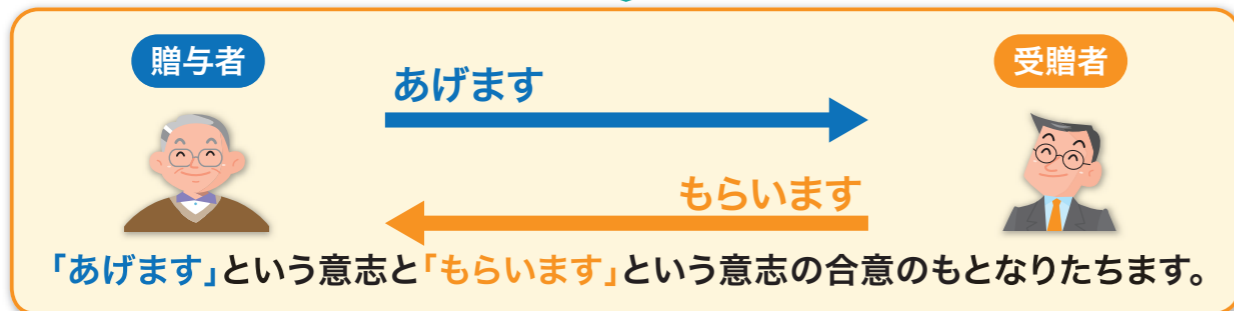 贈与者
あげます
受贈者
もらいます
「あげます」という意志と「もらいます」という意志の合意のもとなりたちます。